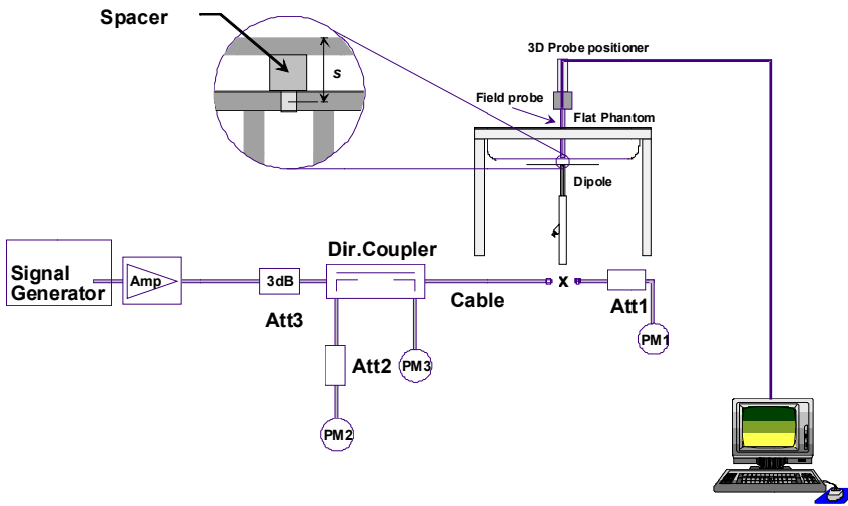 Spacer
s
3D Probe positioner
Field probe
Flat Phantom
Dipole
Dir.Coupler
Signal
Generator
Amp
3dB
Cable
x
Att1
Att3
PM1
Att2
PM3
PM2